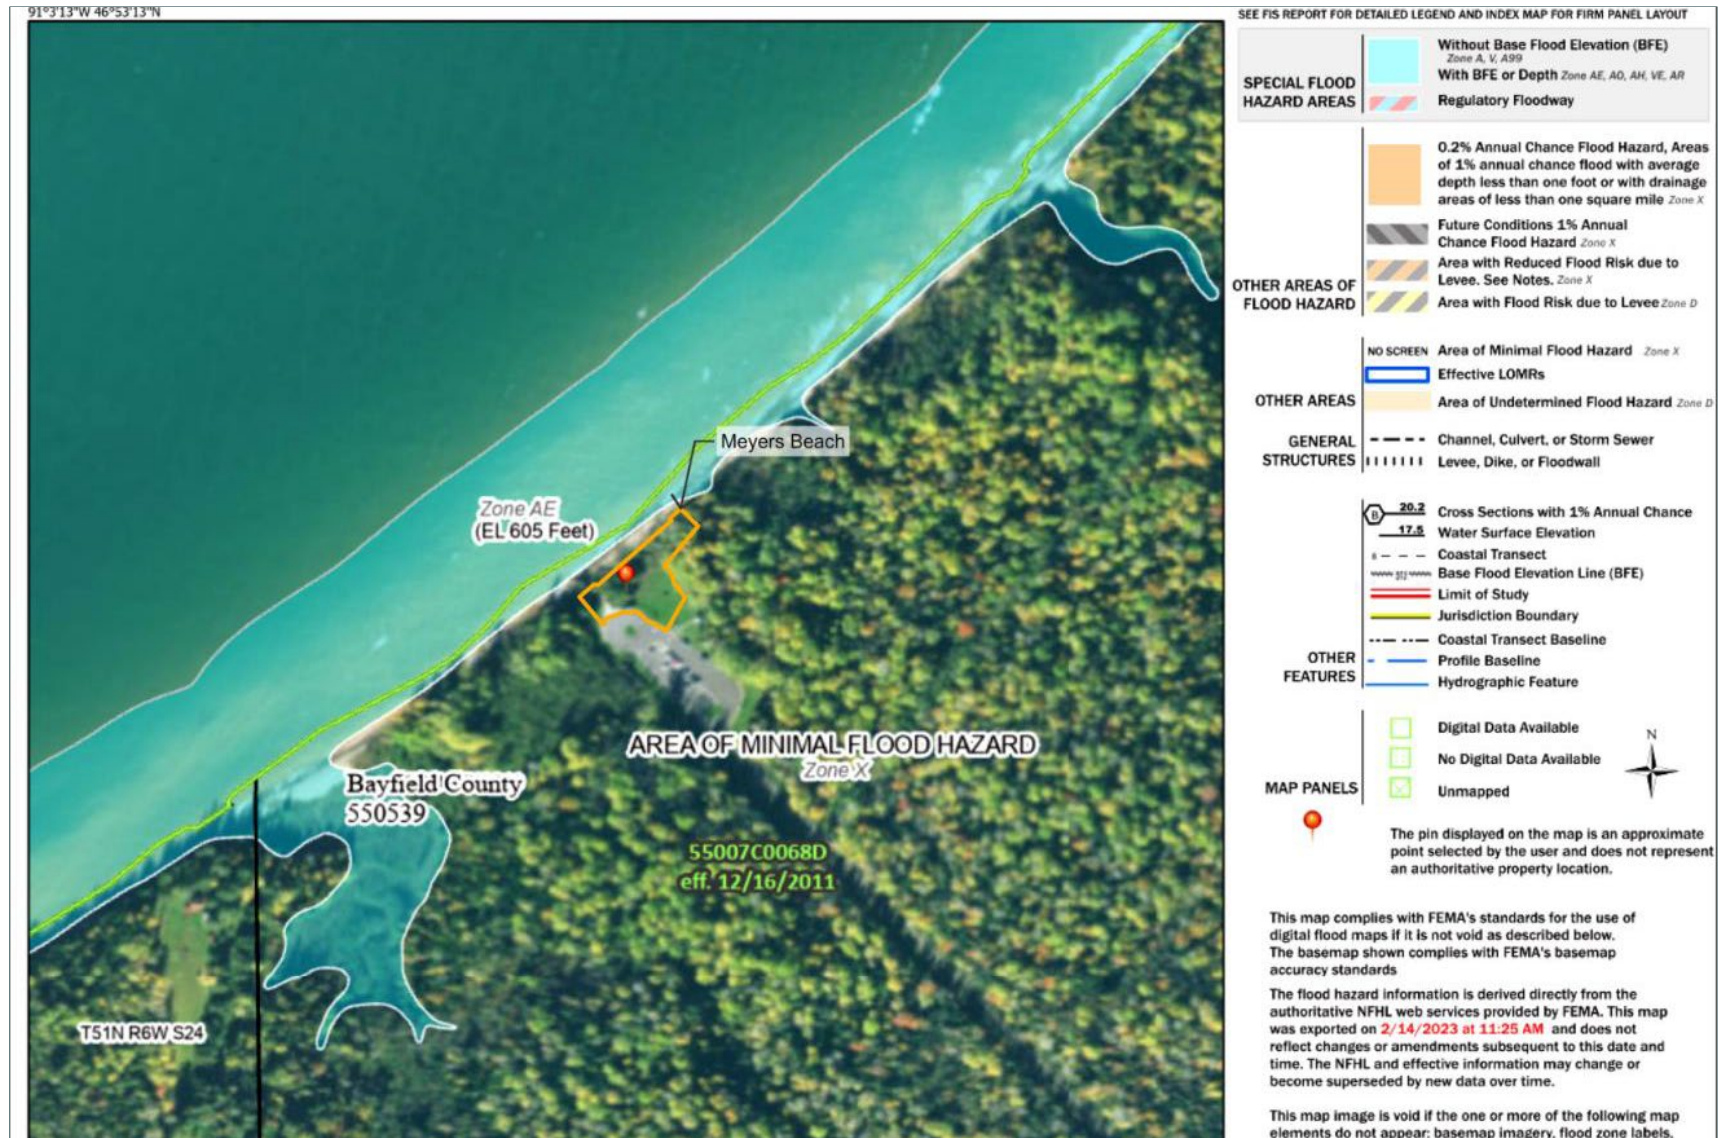 91°3'13"W 46°53'13"N
Meyers Beach
Zone AE
(EL 605 Feet)
AREA OF MINIMAL FLOOD HAZARD
Zone X
Bayfield County
550539
55007C0068D
eff. 12/16/2011
T51N R6W S24
SEE FIS REPORT FOR DETAILED LEGEND AND INDEX MAP FOR FIRM PANEL LAYOUT
SPECIAL FLOOD
HAZARD AREAS
Without Base Flood Elevation (BFE)
Zone A, V, A99
With BFE or Depth Zone AE, AO, AH, VE, AR
Regulatory Floodway
OTHER AREAS OF
FLOOD HAZARD
0.2% Annual Chance Flood Hazard, Areas
of 1% annual chance flood with average
depth less than one foot or with drainage
areas of less than one square mile Zone X
Future Conditions 1% Annual
Chance Flood Hazard Zone X
Area with Reduced Flood Risk due to
Levee. See Notes. Zone X
Area with Flood Risk due to Levee Zone D
OTHER AREAS
NO SCREEN Area of Minimal Flood Hazard Zone X
Effective LOMRs
Area of Undetermined Flood Hazard Zone D
GENERAL
STRUCTURES
Channel, Culvert, or Storm Sewer
Levee, Dike, or Floodwall
OTHER
FEATURES
B 20.2 Cross Sections with 1% Annual Chance
17.5 Water Surface Elevation
8 Coastal Transect
513 Base Flood Elevation Line (BFE)
Limit of Study
Jurisdiction Boundary
Coastal Transect Baseline
Profile Baseline
Hydrographic Feature
MAP PANELS
Digital Data Available
No Digital Data Available
Unmapped
N
The pin displayed on the map is an approximate
point selected by the user and does not represent
an authoritative property location.
This map complies with FEMA's standards for the use of
digital flood maps if it is not void as described below.
The basemap shown complies with FEMA's basemap
accuracy standards
The flood hazard information is derived directly from the
authoritative NFHL web services provided by FEMA. This map
was exported on 2/14/2023 at 11:25 AM and does not
reflect changes or amendments subsequent to this date and
time. The NFHL and effective information may change or
become superseded by new data over time.
This map image is void if the one or more of the following map
elements do not appear: basemap imagery, flood zone labels,